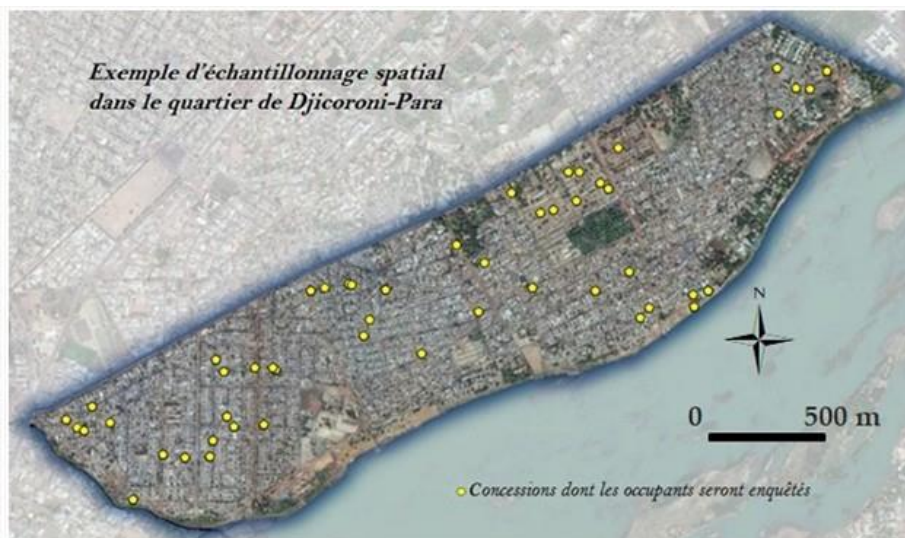 Exemple d'échantillonnage spatial
dans le quartier de Djicoroni-Para
N
0 500 m
Concessions dont les occupants seront enquêtés